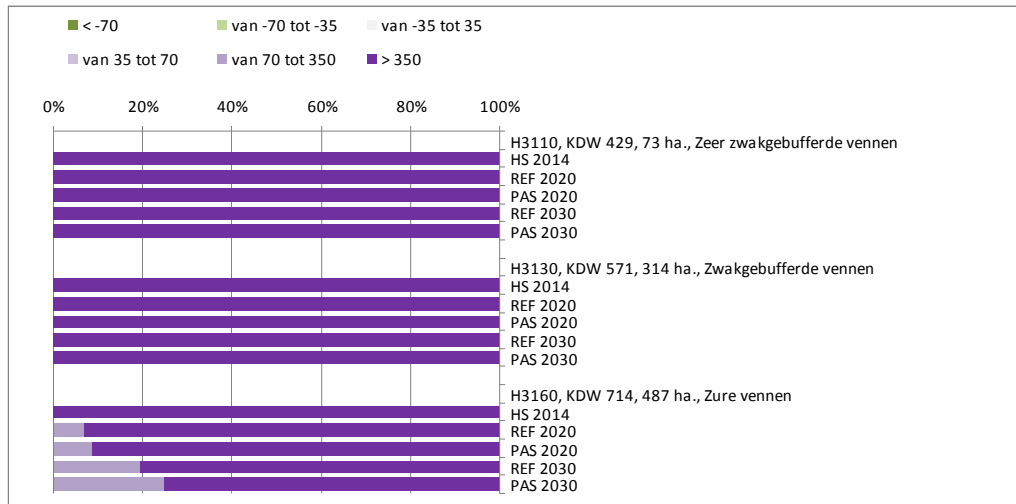 < -70 van -70 tot -35 van -35 tot 35
van 35 tot 70 van 70 tot 350 > 350
0% 20% 40% 60% 80% 100%
H3110, KDW 429, 73 ha., Zeer zwakgebufferde vennen
HS 2014
REF 2020
PAS 2020
REF 2030
PAS 2030
H3130, KDW 571, 314 ha., Zwakgebufferde vennen
HS 2014
REF 2020
PAS 2020
REF 2030
PAS 2030
H3160, KDW 714, 487 ha., Zure vennen
HS 2014
REF 2020
PAS 2020
REF 2030
PAS 2030